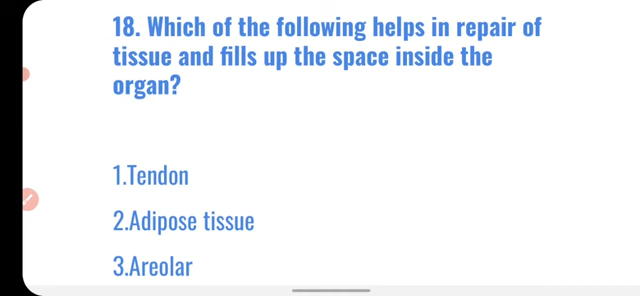 18. Which of the following helps in repair of
tissue and fills up the space inside the
organ?
1.Tendon
2.Adipose tissue
3.Areolar